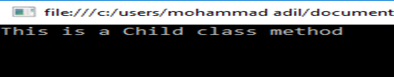 file:///c:/users/mohammad adil/document
This is a Child class method